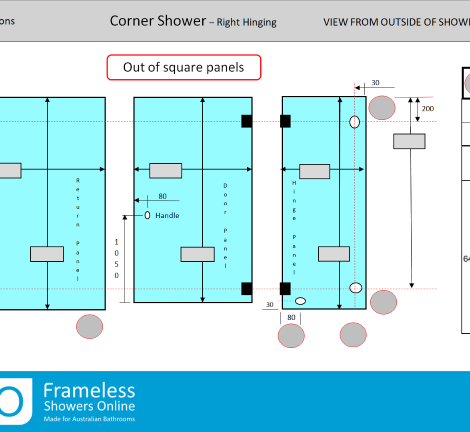 ons
Corner Shower – Right Hinging
VIEW FROM OUTSIDE OF SHOWE
Out of square panels
30
200
Return Panel
Door Panel
Hinge Panel
80
Handle
1050
30
80
64
Frameless
Showers Online
Made for Australian Bathrooms